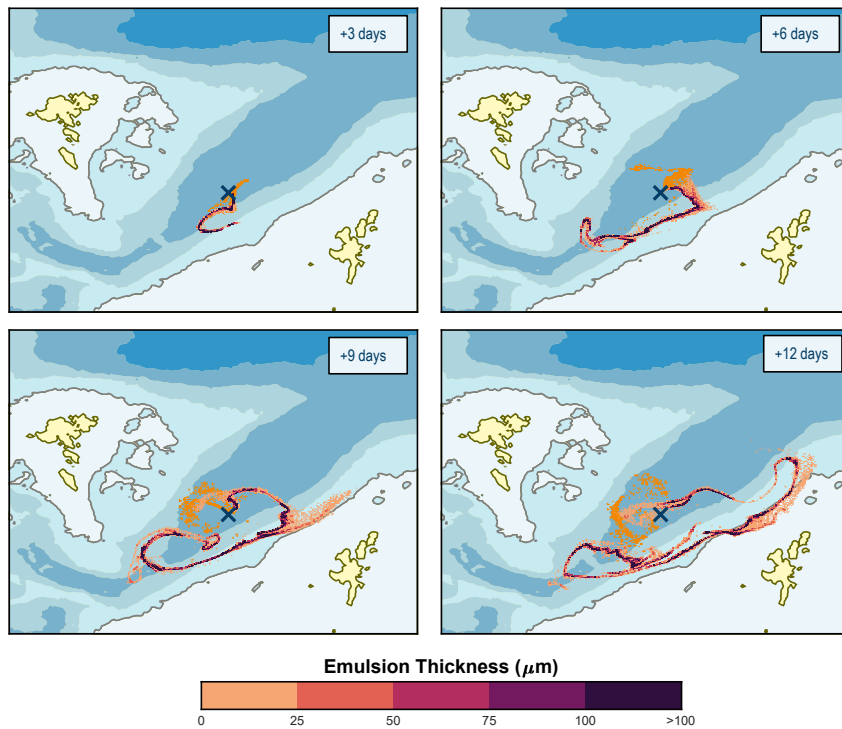 +3 days
+6 days
+9 days
+12 days
Emulsion Thickness (μm)
0 25 50 75 100 >100